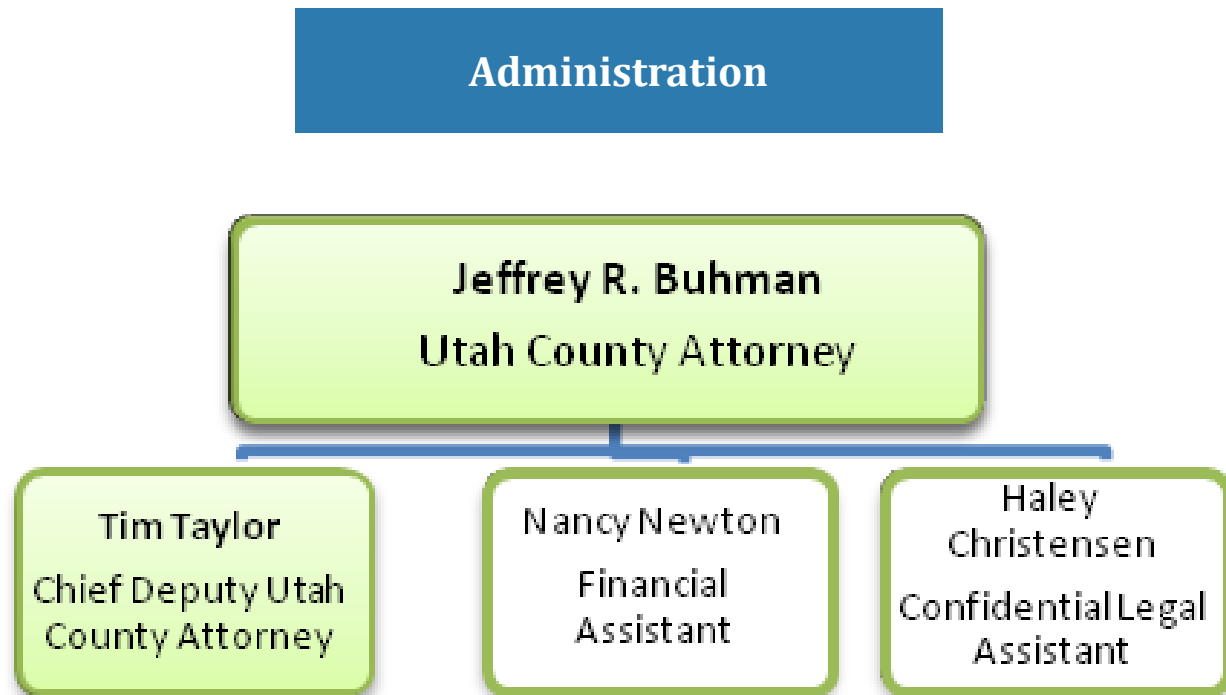 Administration
Jeffrey R. Buhman
Utah County Attorney
Tim Taylor
Chief Deputy Utah
County Attorney
Nancy Newton
Financial
Assistant
Haley
Christensen
Confidential Legal
Assistant